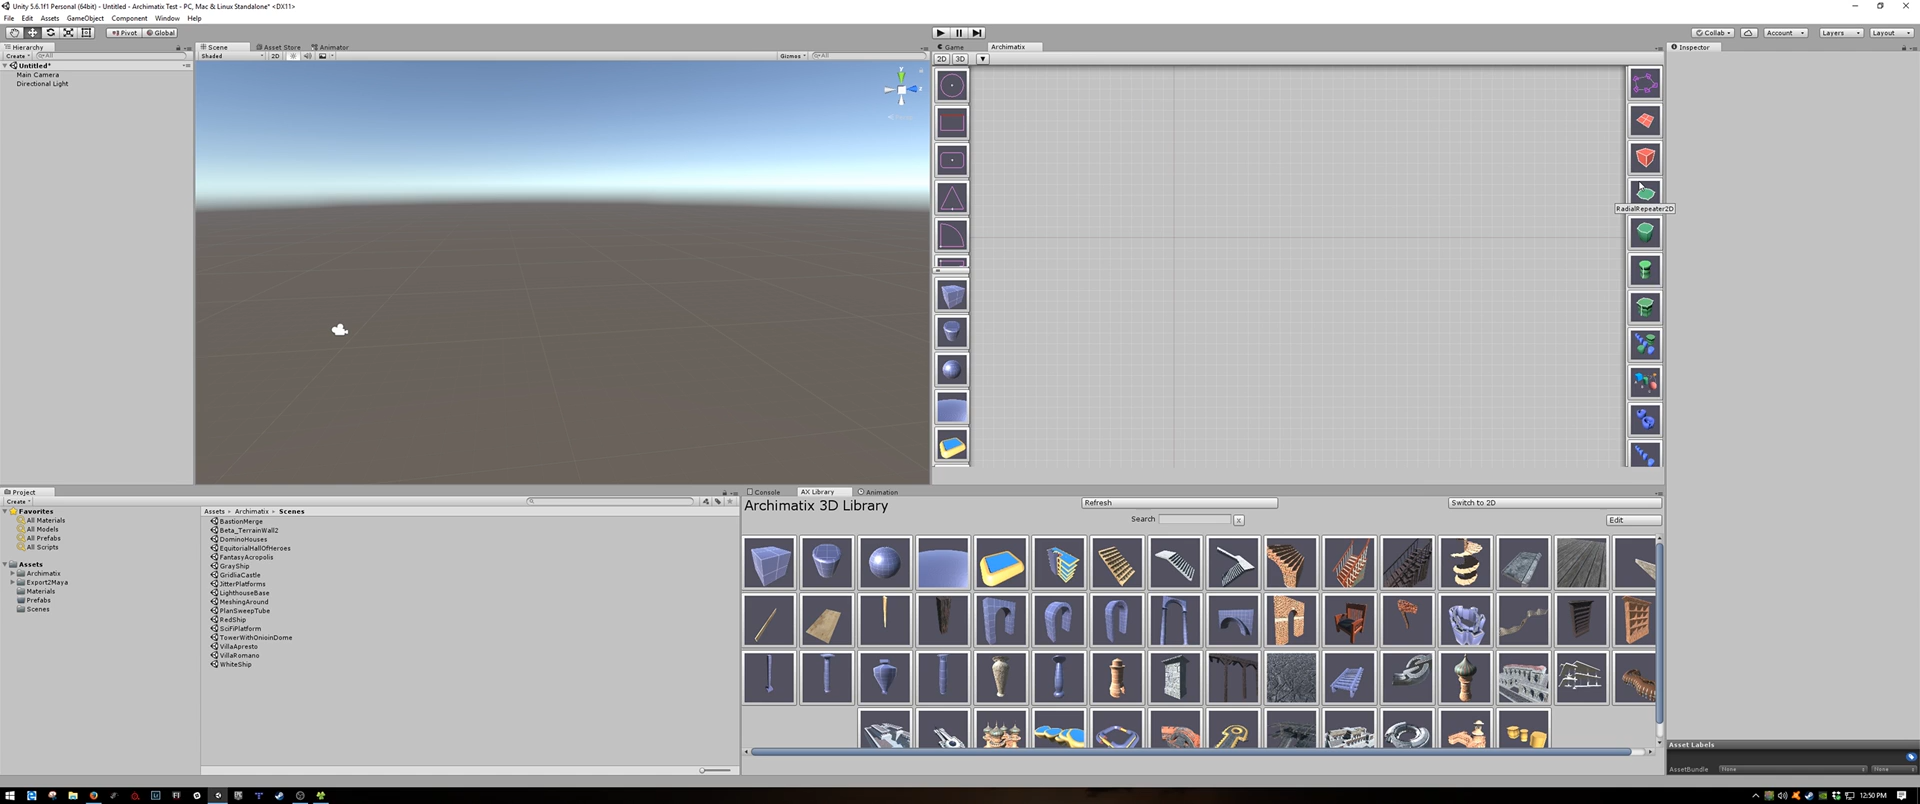 Unity 5.6.1f1 Personal (64bit) - Untitled - Archimatix Test - PC, Mac & Linux Standalone* <DX11>
File Edit Assets GameObject Component Window Help
Pivot Global
Collab Account Layers Layout
Hierarchy
Create All
Untitled*
Main Camera
Directional Light
Scene Asset Store Animator
Shaded 2D Gizmos All
Game Archimatix
2D 3D
RadialRepeater2D
Inspector
Project
Create
Favorites
All Materials
All Models
All Prefabs
All Scripts
Assets
Archimatix
Export2Maya
Materials
Prefabs
Scenes
Assets Archimatix Scenes
BastionMerge
Beta_TerrainWall2
DominoHouses
EquitorialHallOfHeroes
FantasyAcropolis
GrayShip
GridliaCastle
JitterPlatforms
LighthouseBase
MeshingAround
PlanSweepTube
RedShip
SciFiPlatform
TowerWithOnioinDome
VillaApresto
VillaRomano
WhiteShip
Console AX Library Animation
Archimatix 3D Library
Refresh
Switch to 2D
Search x
Edit
Asset Labels
AssetBundle None None
12:50 PM